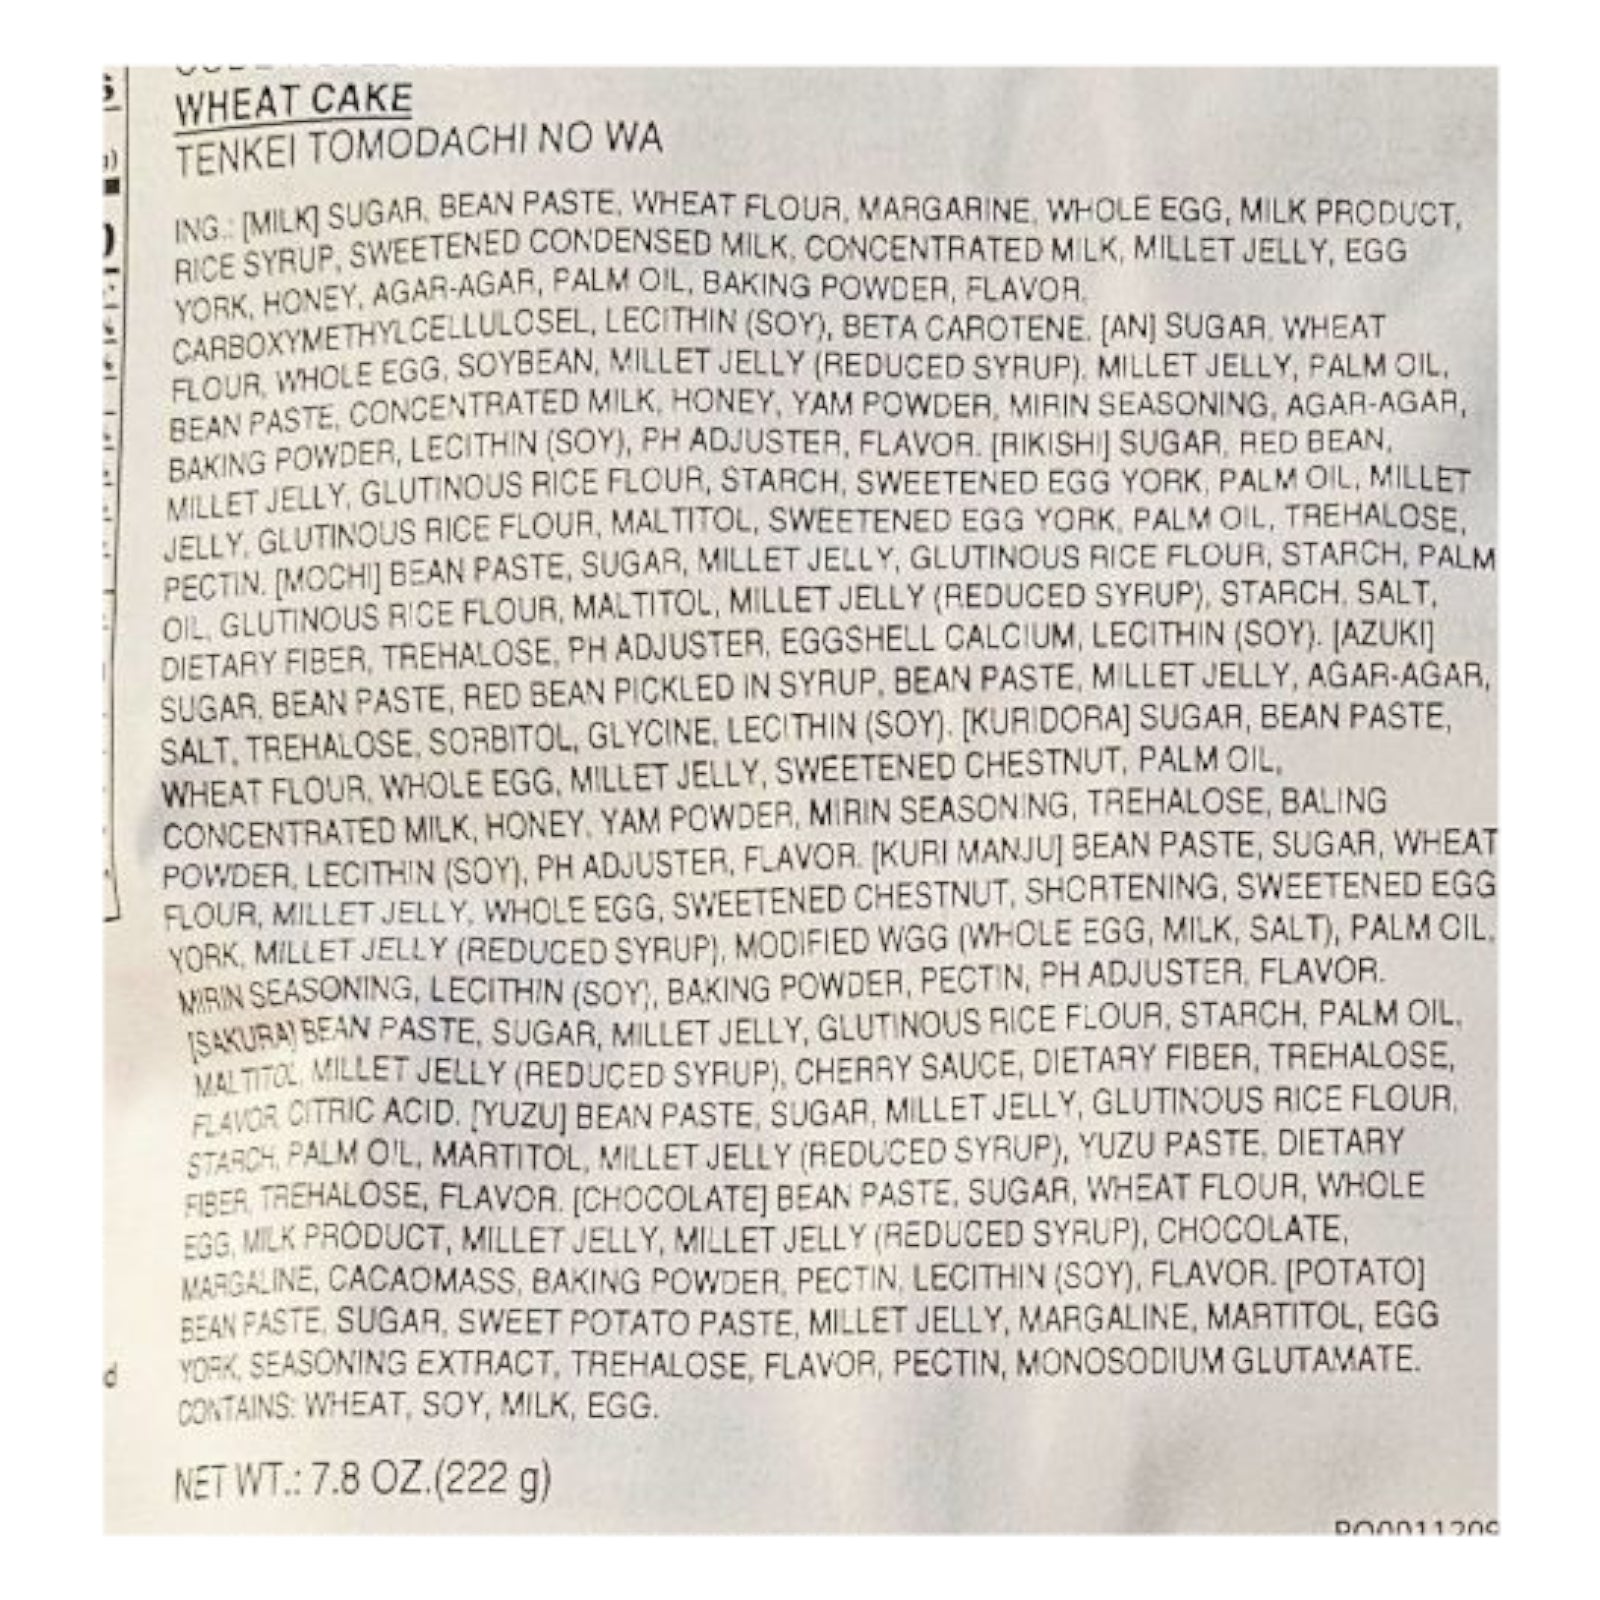 WHEAT CAKE
TENKEI TOMODACHI NO WA
ING.: [MILK] SUGAR, BEAN PASTE, WHEAT FLOUR, MARGARINE, WHOLE EGG, MILK PRODUCT,
RICE SYRUP, SWEETENED CONDENSED MILK, CONCENTRATED MILK, MILLET JELLY, EGG
YORK, HONEY, AGAR-AGAR, PALM OIL, BAKING POWDER, FLAVOR,
CARBOXYMETHYLCELLULOSEL, LECITHIN (SOY), BETA CAROTENE. [AN] SUGAR, WHEAT
FLOUR, WHOLE EGG, SOYBEAN, MILLET JELLY (REDUCED SYRUP), MILLET JELLY, PALM OIL,
BEAN PASTE, CONCENTRATED MILK, HONEY, YAM POWDER, MIRIN SEASONING, AGAR-AGAR,
BAKING POWDER, LECITHIN (SOY), PH ADJUSTER, FLAVOR. [RIKISHI] SUGAR, RED BEAN,
MILLET JELLY, GLUTINOUS RICE FLOUR, STARCH, SWEETENED EGG YORK, PALM OIL, MILLET
JELLY, GLUTINOUS RICE FLOUR, MALTITOL, SWEETENED EGG YORK, PALM OIL, TREHALOSE,
PECTIN. [MOCHI] BEAN PASTE, SUGAR, MILLET JELLY, GLUTINOUS RICE FLOUR, STARCH, PALM
OIL, GLUTINOUS RICE FLOUR, MALTITOL, MILLET JELLY (REDUCED SYRUP), STARCH, SALT,
DIETARY FIBER, TREHALOSE, PH ADJUSTER, EGGSHELL CALCIUM, LECITHIN (SOY). [AZUKI]
SUGAR, BEAN PASTE, RED BEAN PICKLED IN SYRUP, BEAN PASTE, MILLET JELLY, AGAR-AGAR,
SALT, TREHALOSE, SORBITOL, GLYCINE, LECITHIN (SOY). [KURIDORA] SUGAR, BEAN PASTE,
WHEAT FLOUR, WHOLE EGG, MILLET JELLY, SWEETENED CHESTNUT, PALM OIL,
CONCENTRATED MILK, HONEY, YAM POWDER, MIRIN SEASONING, TREHALOSE, BALING
POWDER, LECITHIN (SOY), PH ADJUSTER, FLAVOR. [KURI MANJU] BEAN PASTE, SUGAR, WHEAT
FLOUR, MILLET JELLY, WHOLE EGG, SWEETENED CHESTNUT, SHORTENING, SWEETENED EGG
YORK, MILLET JELLY (REDUCED SYRUP), MODIFIED WGG (WHOLE EGG, MILK, SALT), PALM OIL,
MIRIN SEASONING, LECITHIN (SOY), BAKING POWDER, PECTIN, PH ADJUSTER, FLAVOR.
[SAKURA] BEAN PASTE, SUGAR, MILLET JELLY, GLUTINOUS RICE FLOUR, STARCH, PALM OIL,
MALTITOL, MILLET JELLY (REDUCED SYRUP), CHERRY SAUCE, DIETARY FIBER, TREHALOSE,
FLAVOR, CITRIC ACID. [YUZU] BEAN PASTE, SUGAR, MILLET JELLY, GLUTINOUS RICE FLOUR,
STARCH, PALM OIL, MARTITOL, MILLET JELLY (REDUCED SYRUP), YUZU PASTE, DIETARY
FIBER, TREHALOSE, FLAVOR. [CHOCOLATE] BEAN PASTE, SUGAR, WHEAT FLOUR, WHOLE
EGG, MILK PRODUCT, MILLET JELLY, MILLET JELLY (REDUCED SYRUP), CHOCOLATE,
MARGALINE, CACAOMASS, BAKING POWDER, PECTIN, LECITHIN (SOY), FLAVOR. [POTATO]
BEAN PASTE, SUGAR, SWEET POTATO PASTE, MILLET JELLY, MARGALINE, MARTITOL, EGG
YORK, SEASONING EXTRACT, TREHALOSE, FLAVOR, PECTIN, MONOSODIUM GLUTAMATE.
CONTAINS: WHEAT, SOY, MILK, EGG.
NET WT.: 7.8 OZ.(222 g)